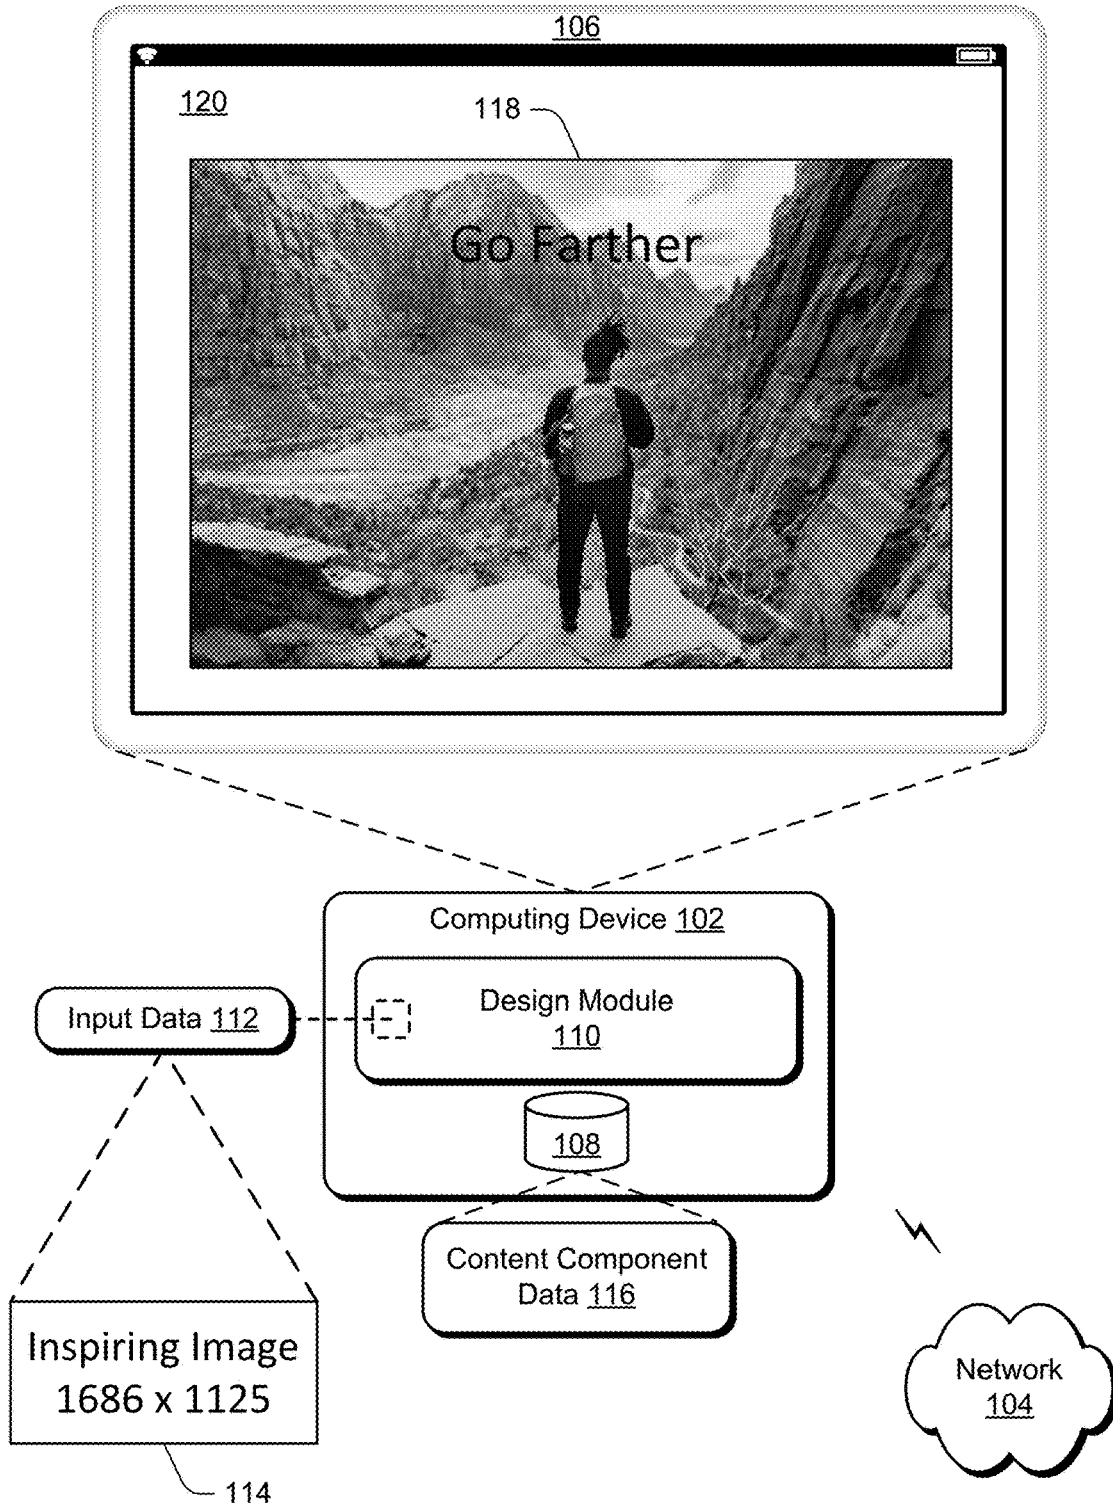 106
120
118
Go Farther
Computing Device 102
Design Module
110
Input Data 112
108
Content Component
Data 116
Inspiring Image
1686 x 1125
Network
104
114